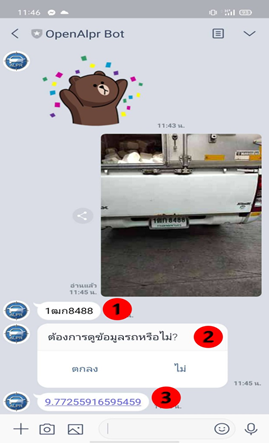 11:46
OpenAlpr Bot
11:43 น.
อ่านแล้ว
11:45 น.
1ฒก8488
1
ต้องการดูข้อมูลรถหรือไม่?
2
ตกลง
ไม่
11:45 น.
9.77255916595459
3